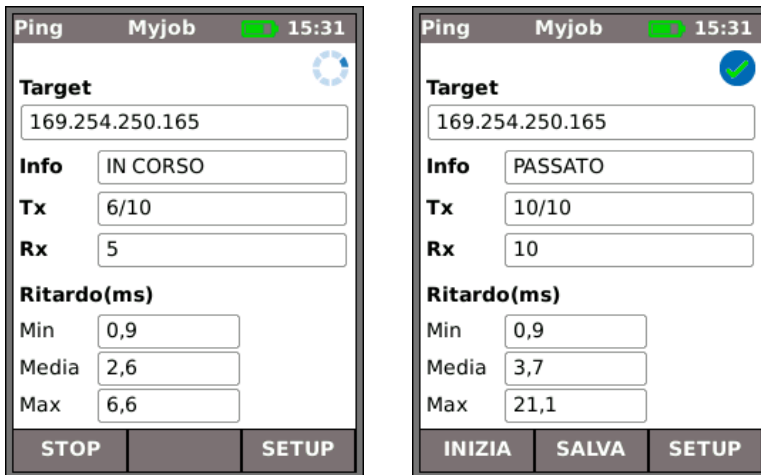 Ping Myjob 15:31
Target
169.254.250.165
Info IN CORSO
Tx 6/10
Rx 5
Ritardo(ms)
Min 0,9
Media 2,6
Max 6,6
STOP SETUP
Ping Myjob 15:31
Target
169.254.250.165
Info PASSATO
Tx 10/10
Rx 10
Ritardo(ms)
Min 0,9
Media 3,7
Max 21,1
INIZIA SALVA SETUP